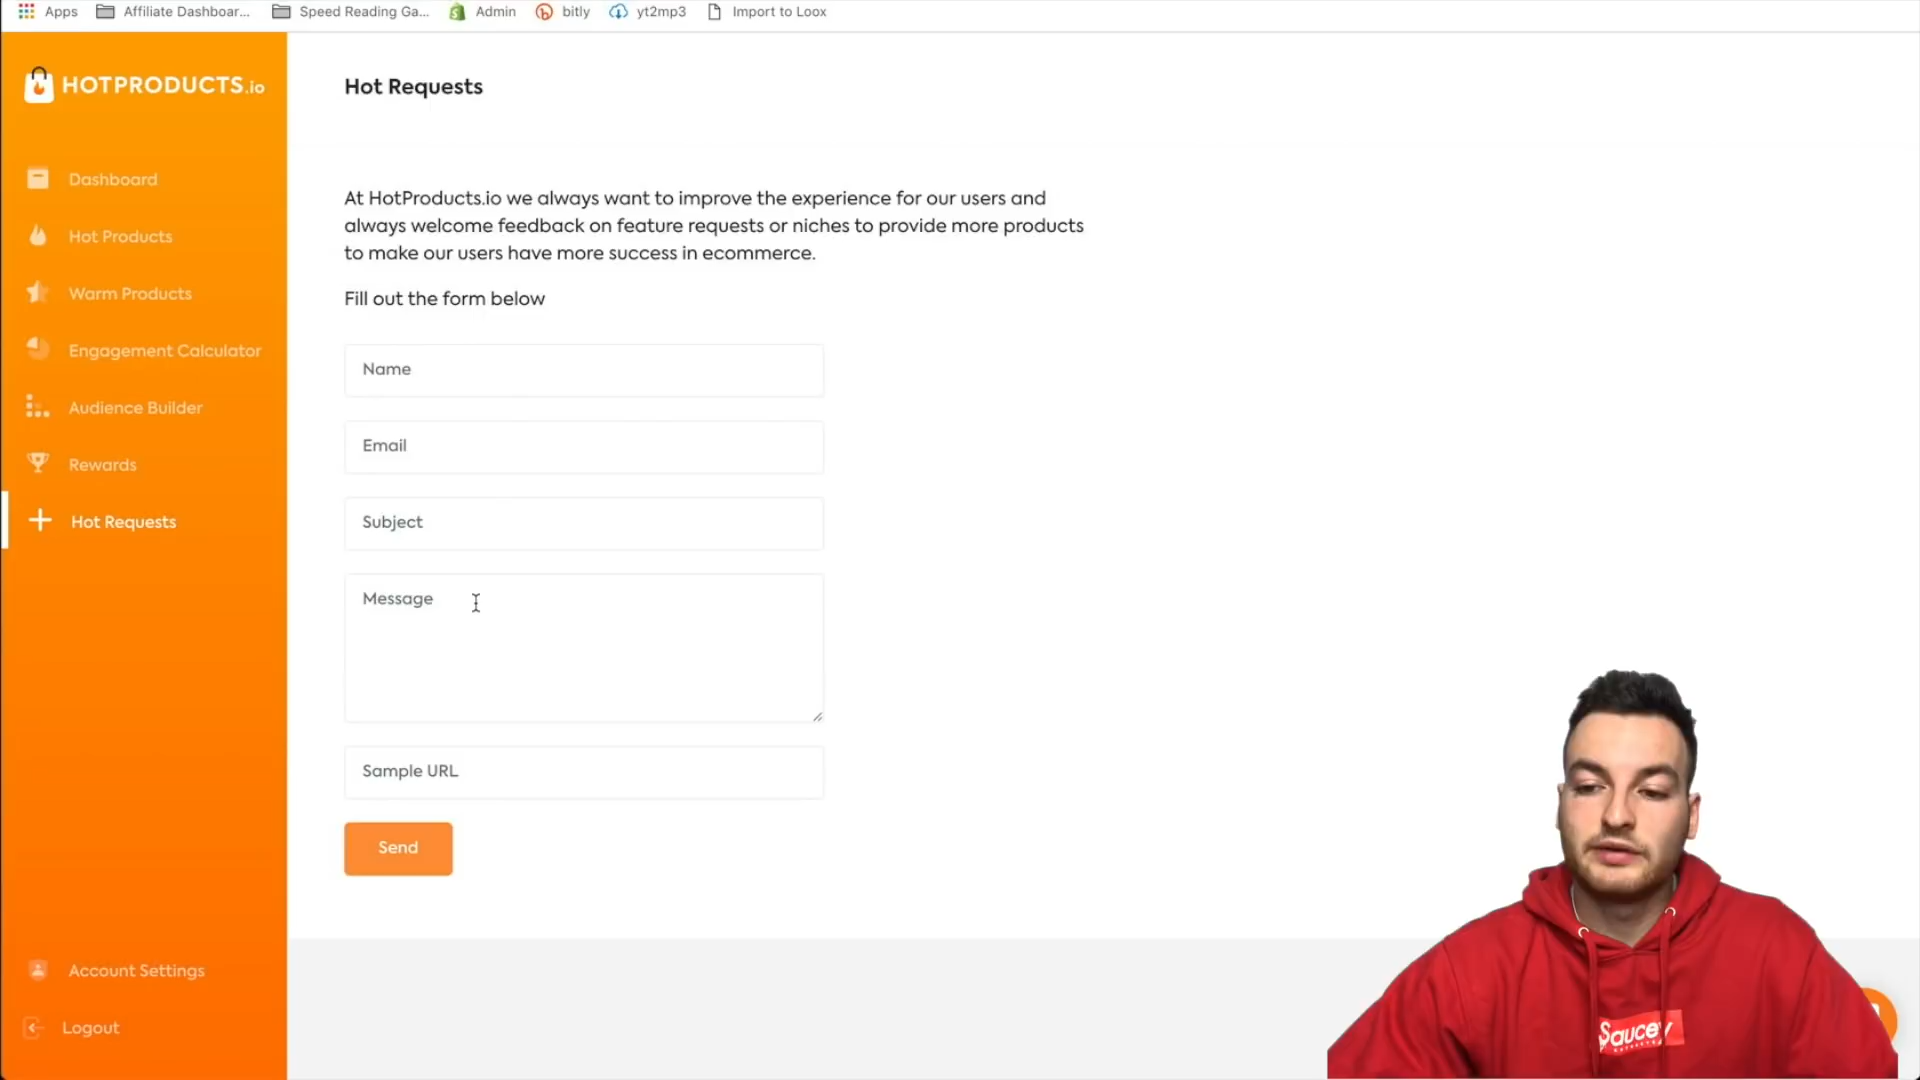 Apps
Affiliate Dashboar...
Speed Reading Ga...
Admin
bitly
yt2mp3
Import to Loox
HOTPRODUCTS.io
Dashboard
Hot Products
Warm Products
Engagement Calculator
Audience Builder
Rewards
Hot Requests
Account Settings
Logout
Hot Requests
At HotProducts.io we always want to improve the experience for our users and
always welcome feedback on feature requests or niches to provide more products
to make our users have more success in ecommerce.
Fill out the form below
Name
Email
Subject
Message
Sample URL
Send
Saucey